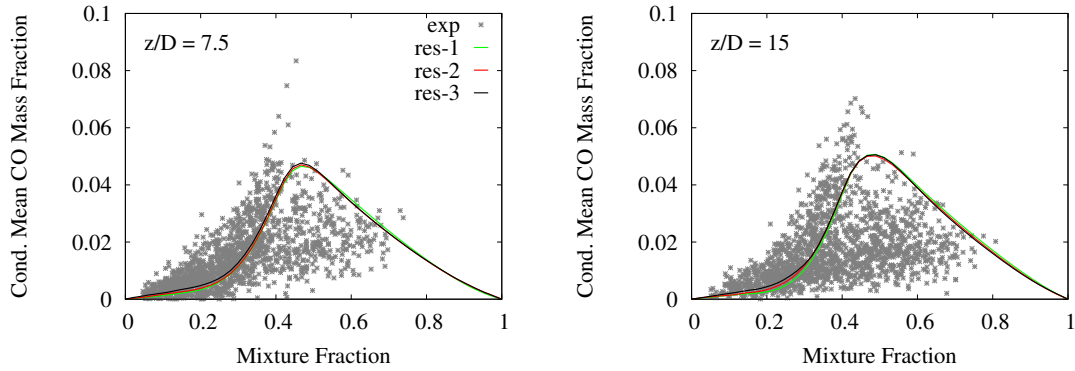 Cond. Mean CO Mass Fraction
0.1
0.08
0.06
0.04
0.02
0
z/D = 7.5
exp
res-1
res-2
res-3
0 0.2 0.4 0.6 0.8 1
Mixture Fraction
Cond. Mean CO Mass Fraction
0.1
0.08
0.06
0.04
0.02
0
z/D = 15
0 0.2 0.4 0.6 0.8 1
Mixture Fraction